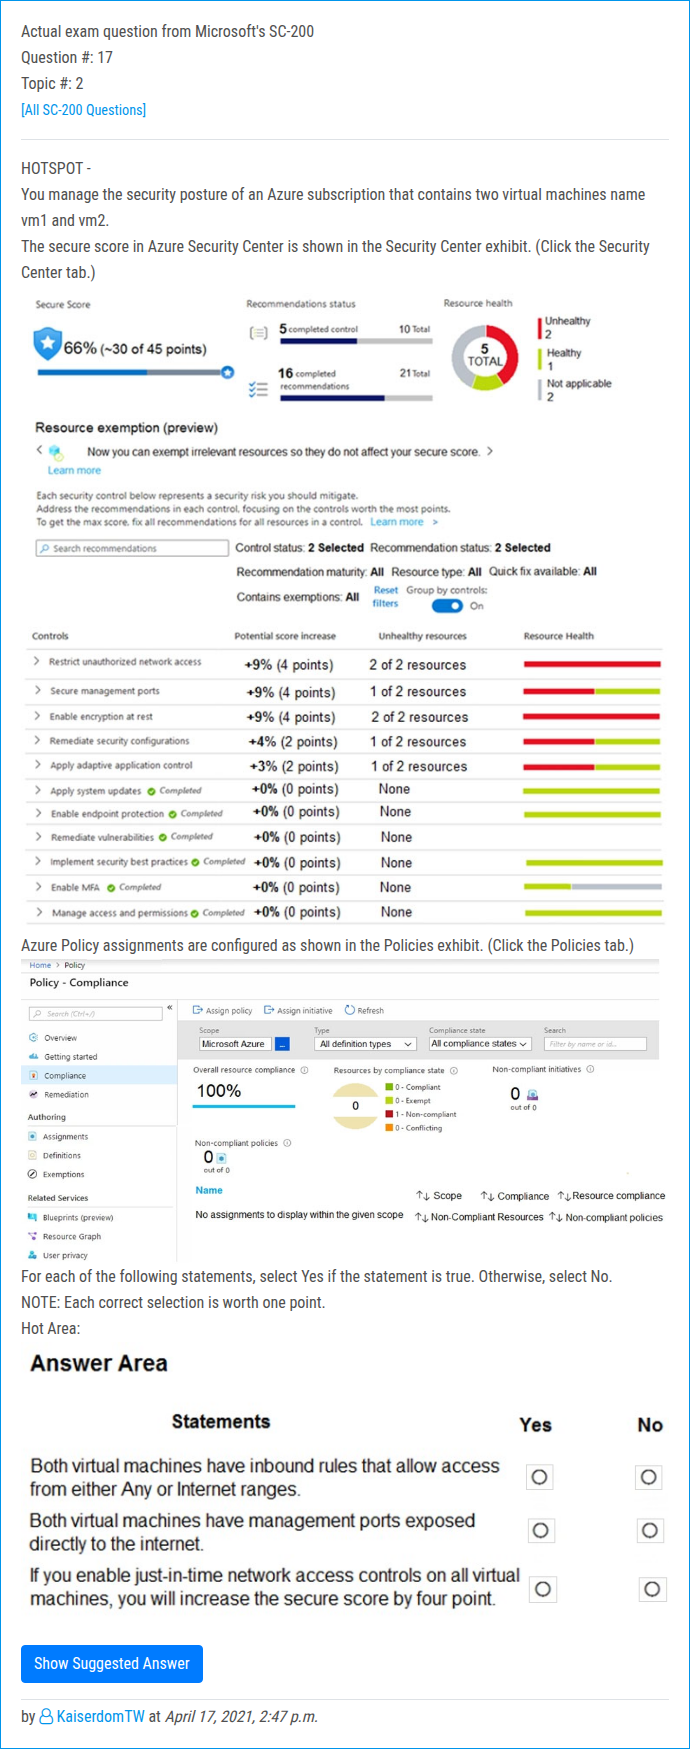 Actual exam question from Microsoft's SC-200
Question #: 17
Topic #: 2
[All SC-200 Questions]
HOTSPOT -
You manage the security posture of an Azure subscription that contains two virtual machines name
vm1 and vm2.
The secure score in Azure Security Center is shown in the Security Center exhibit. (Click the Security
Center tab.)
Secure Score Recommendations status Resource health
66% (~30 of 45 points)
5 completed control 10 Total
16 completed recommendations 21 Total
5 TOTAL
Unhealthy
2
Healthy
1
Not applicable
2
Resource exemption (preview)
Now you can exempt irrelevant resources so they do not affect your secure score. >
Learn more
Each security control below represents a security risk you should mitigate.
Address the recommendations in each control, focusing on the controls worth the most points.
To get the max score, fix all recommendations for all resources in a control. Learn more >
Search recommendations Control status: 2 Selected Recommendation status: 2 Selected
Recommendation maturity: All Resource type: All Quick fix available: All
Contains exemptions: All Reset filters Group by controls: On
Controls Potential score increase Unhealthy resources Resource Health
> Restrict unauthorized network access +9% (4 points) 2 of 2 resources
> Secure management ports +9% (4 points) 1 of 2 resources
> Enable encryption at rest +9% (4 points) 2 of 2 resources
> Remediate security configurations +4% (2 points) 1 of 2 resources
> Apply adaptive application control +3% (2 points) 1 of 2 resources
> Apply system updates Completed +0% (0 points) None
> Enable endpoint protection Completed +0% (0 points) None
> Remediate vulnerabilities Completed +0% (0 points) None
> Implement security best practices Completed +0% (0 points) None
> Enable MFA Completed +0% (0 points) None
> Manage access and permissions Completed +0% (0 points) None
Azure Policy assignments are configured as shown in the Policies exhibit. (Click the Policies tab.)
Home > Policy
Policy - Compliance
Search (Ctrl+/) «
Overview
Getting started
Compliance
Remediation
Authoring
Assignments
Definitions
Exemptions
Related Services
Blueprints (preview)
Resource Graph
User privacy
Assign policy Assign initiative Refresh
Scope Type Compliance state Search
Microsoft Azure ... All definition types All compliance states Filter by name or id...
Overall resource compliance Resources by compliance state Non-compliant initiatives
100%
0
0 - Compliant
0 - Exempt
1 - Non-compliant
0 - Conflicting
0
out of 0
Non-compliant policies
0
out of 0
Name ↑↓ Scope ↑↓ Compliance ↑↓ Resource compliance
No assignments to display within the given scope ↑↓ Non-Compliant Resources ↑↓ Non-compliant policies
For each of the following statements, select Yes if the statement is true. Otherwise, select No.
NOTE: Each correct selection is worth one point.
Hot Area:
Answer Area
Statements Yes No
Both virtual machines have inbound rules that allow access
from either Any or Internet ranges.
Both virtual machines have management ports exposed
directly to the internet.
If you enable just-in-time network access controls on all virtual
machines, you will increase the secure score by four point.
Show Suggested Answer
by KaiserdomTW at April 17, 2021, 2:47 p.m.